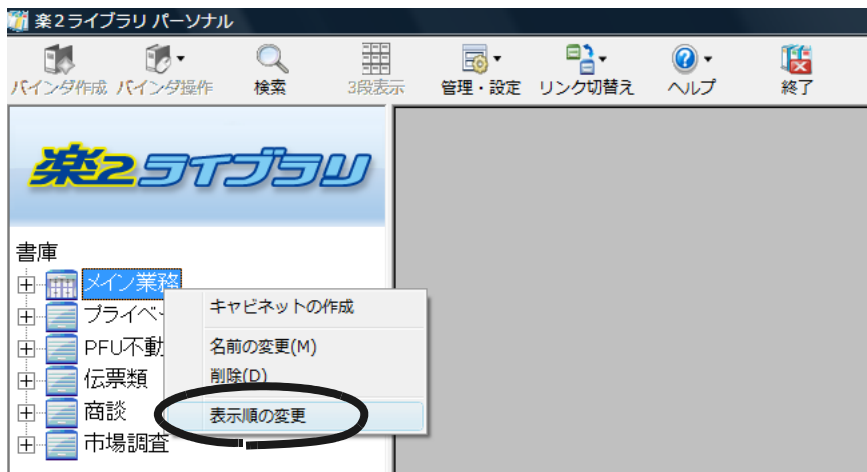 楽2ライブラリ パーソナル
バインダ作成 バインダ操作 検索 3段表示 管理・設定 リンク切替え ヘルプ 終了
楽2ライブラリ
書庫
メイン業務
キャビネットの作成
プライベー
PFU不動
名前の変更(M)
伝票類
削除(D)
商談
表示順の変更
市場調査